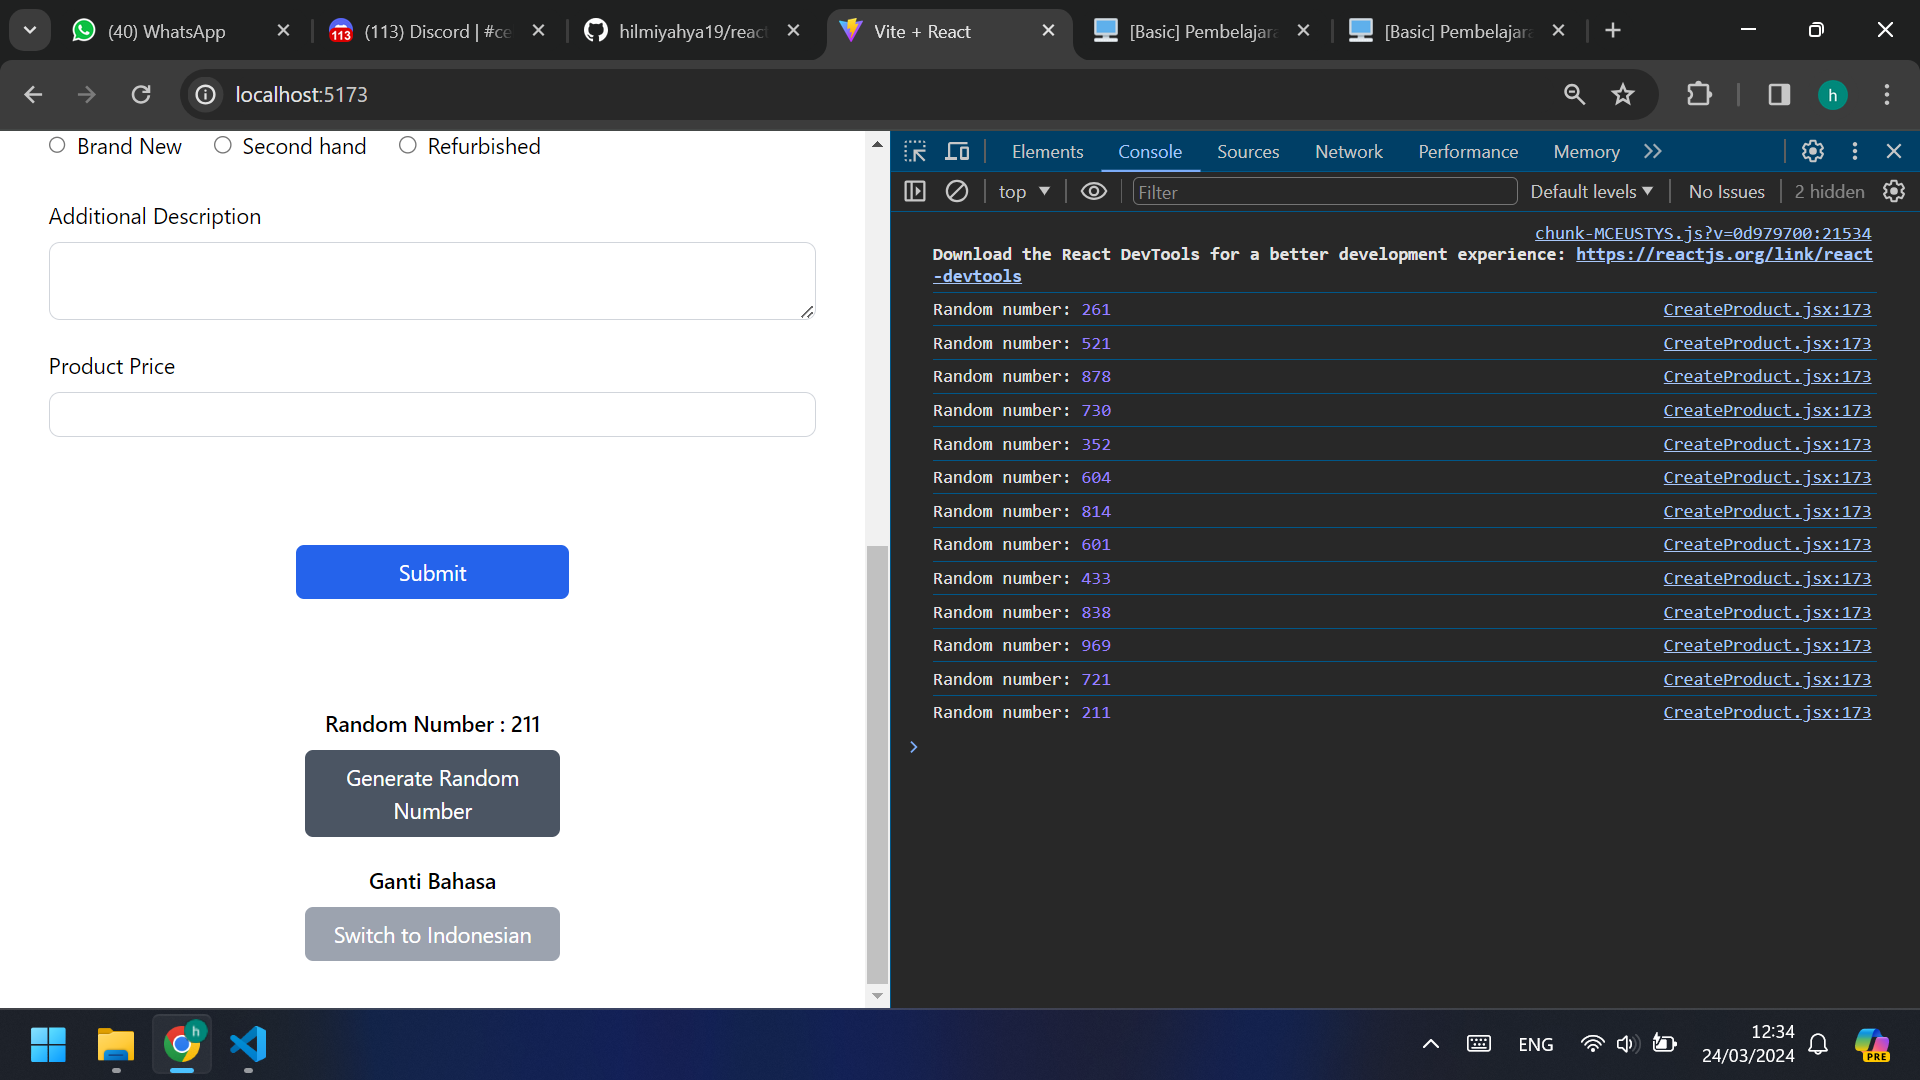 (40) WhatsApp
113
(113) Discord | #ce
hilmiyahya19/react
Vite + React
[Basic] Pembelajara
[Basic] Pembelajara
localhost:5173
h
Brand New
Second hand
Refurbished
Additional Description
Product Price
Submit
Random Number : 211
Generate Random
Number
Ganti Bahasa
Switch to Indonesian
Elements
Console
Sources
Network
Performance
Memory
top
Filter
Default levels
No Issues
2 hidden
chunk-MCEUSTYS.js?v=0d979700:21534
Download the React DevTools for a better development experience: https://reactjs.org/link/react
-devtools
Random number: 261 CreateProduct.jsx:173
Random number: 521 CreateProduct.jsx:173
Random number: 878 CreateProduct.jsx:173
Random number: 730 CreateProduct.jsx:173
Random number: 352 CreateProduct.jsx:173
Random number: 604 CreateProduct.jsx:173
Random number: 814 CreateProduct.jsx:173
Random number: 601 CreateProduct.jsx:173
Random number: 433 CreateProduct.jsx:173
Random number: 838 CreateProduct.jsx:173
Random number: 969 CreateProduct.jsx:173
Random number: 721 CreateProduct.jsx:173
Random number: 211 CreateProduct.jsx:173
h
ENG
12:34
24/03/2024
PRE